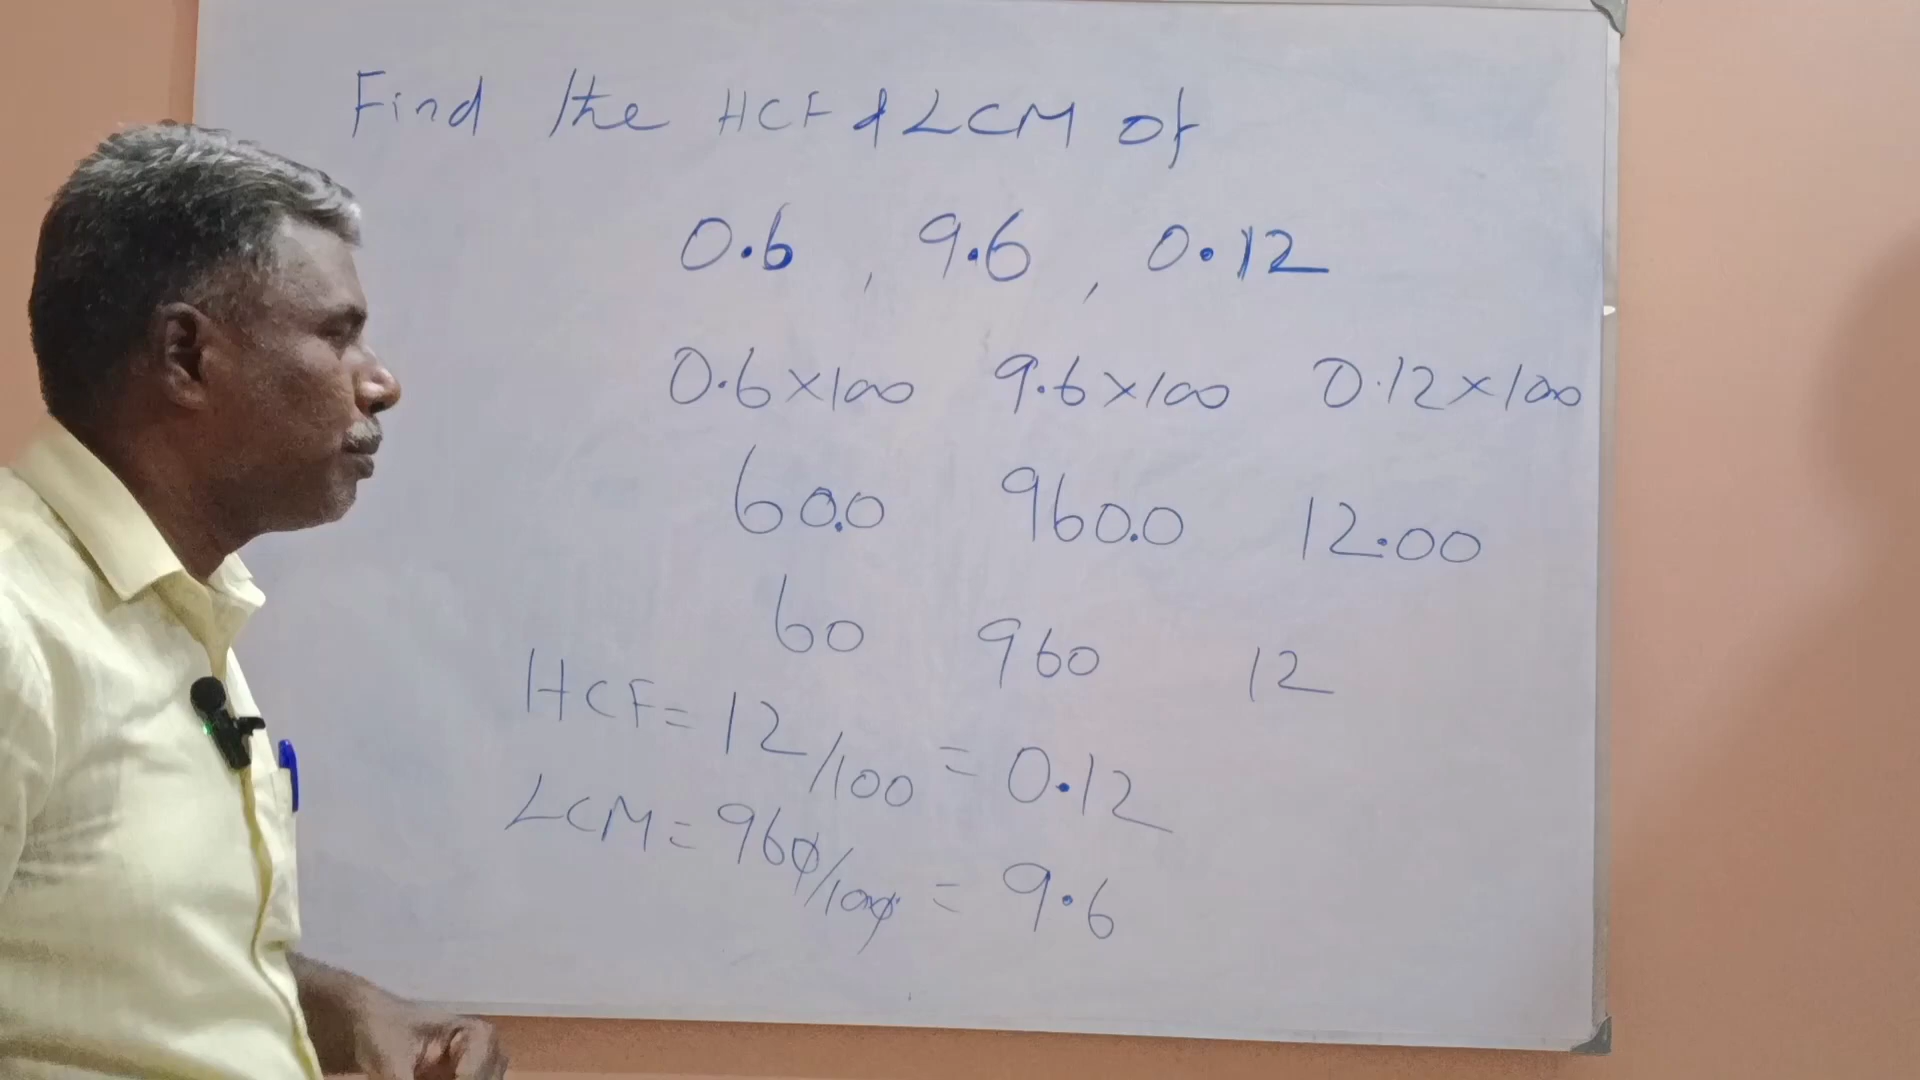 Find the HCF & LCM of
0.6 , 9.6 , 0.12
0.6×100 9.6×100 0.12×100
60.0 960.0 12.00
60 960 12
HCF = 12/100 = 0.12
LCM = 960/100 = 9.6